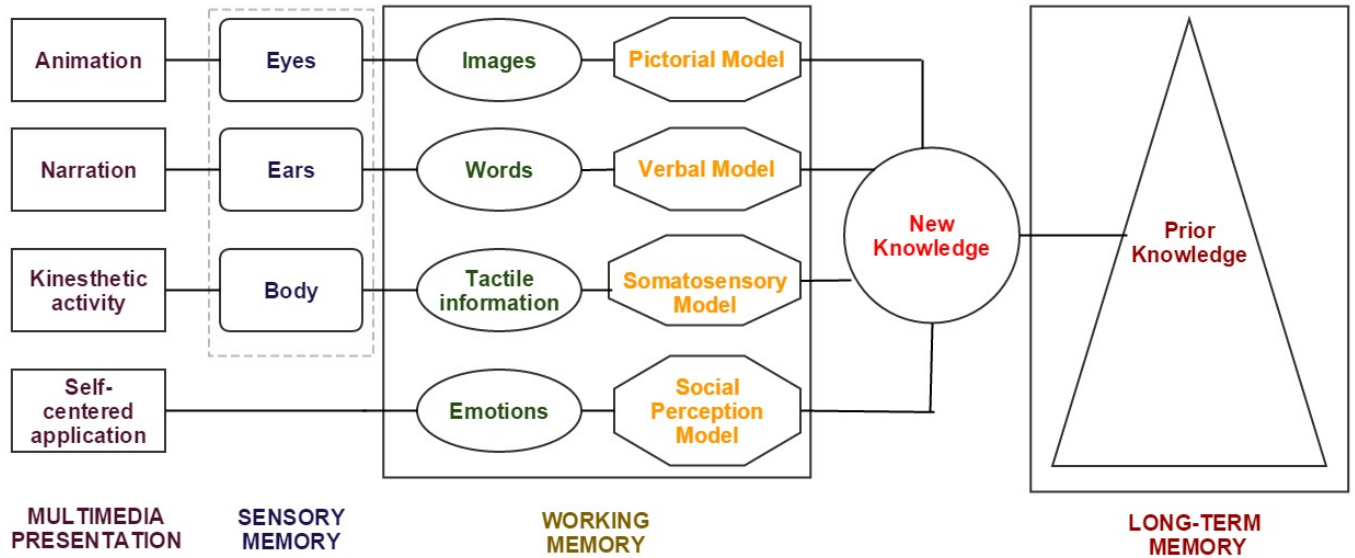 Animation
Eyes
Images
Pictorial Model
Narration
Ears
Words
Verbal Model
Kinesthetic
activity
Body
Tactile
information
Somatosensory
Model
Self-
centered
application
Emotions
Social
Perception
Model
New
Knowledge
Prior
Knowledge
MULTIMEDIA
PRESENTATION
SENSORY
MEMORY
WORKING
MEMORY
LONG-TERM
MEMORY